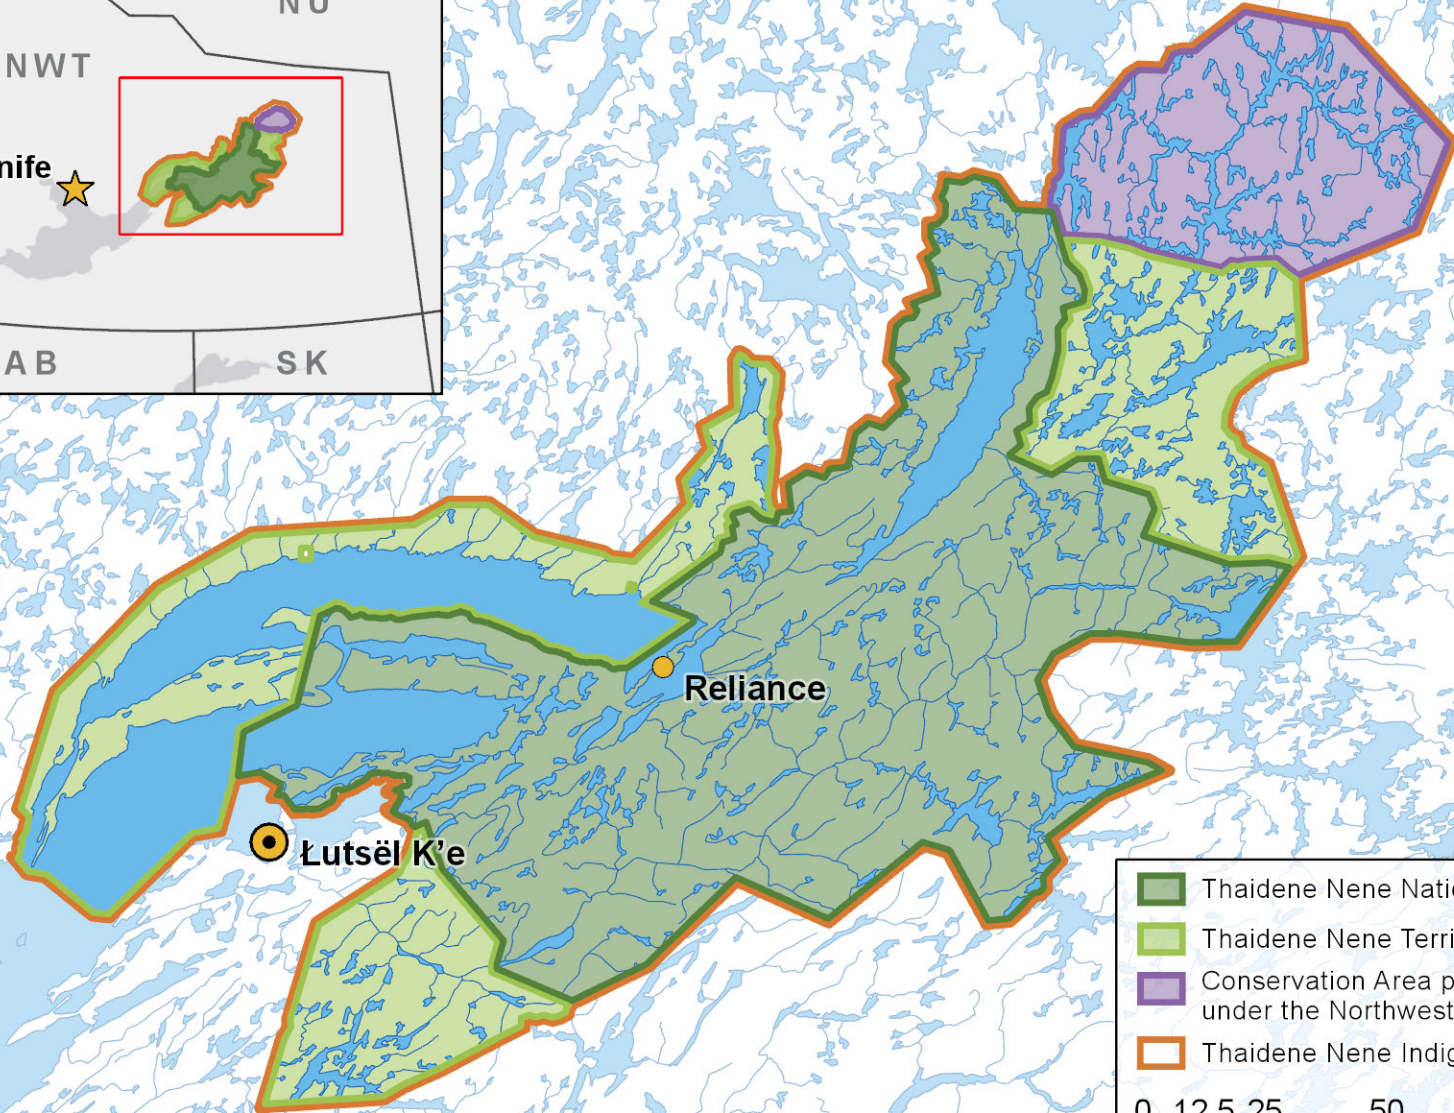 NU
NWT
nife
AB
SK
Reliance
Łutsël K’e
Thaidene Nene Natio
Thaidene Nene Terri
Conservation Area p
under the Northwest
Thaidene Nene Indig
0 12.5 25 50